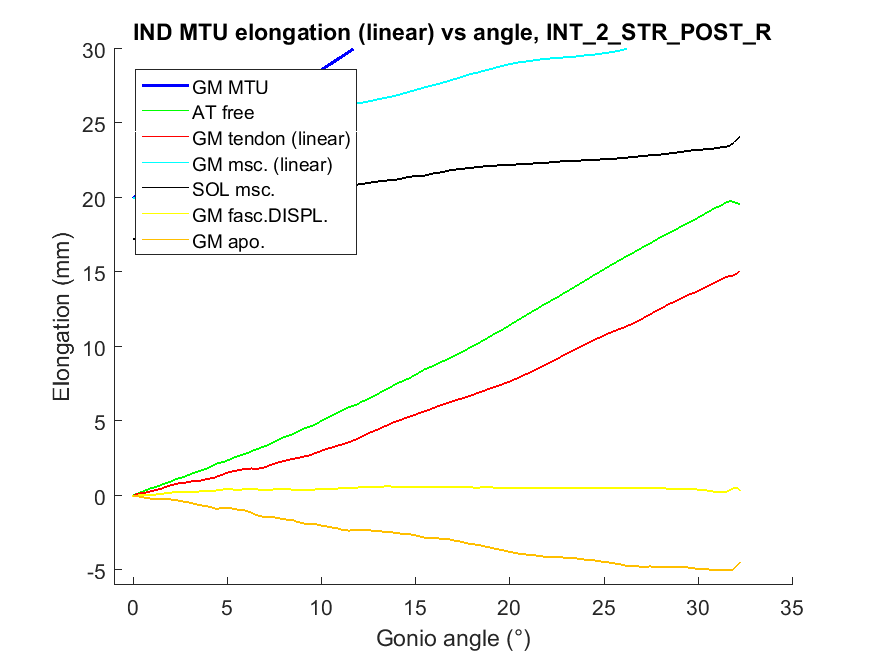 IND MTU elongation (linear) vs angle, INT_2_STR_POST_R
30
25
20
15
10
5
0
-5
Elongation (mm)
GM MTU
AT free
GM tendon (linear)
GM msc. (linear)
SOL msc.
GM fasc.DISPL.
GM apo.
0 5 10 15 20 25 30 35
Gonio angle (°)